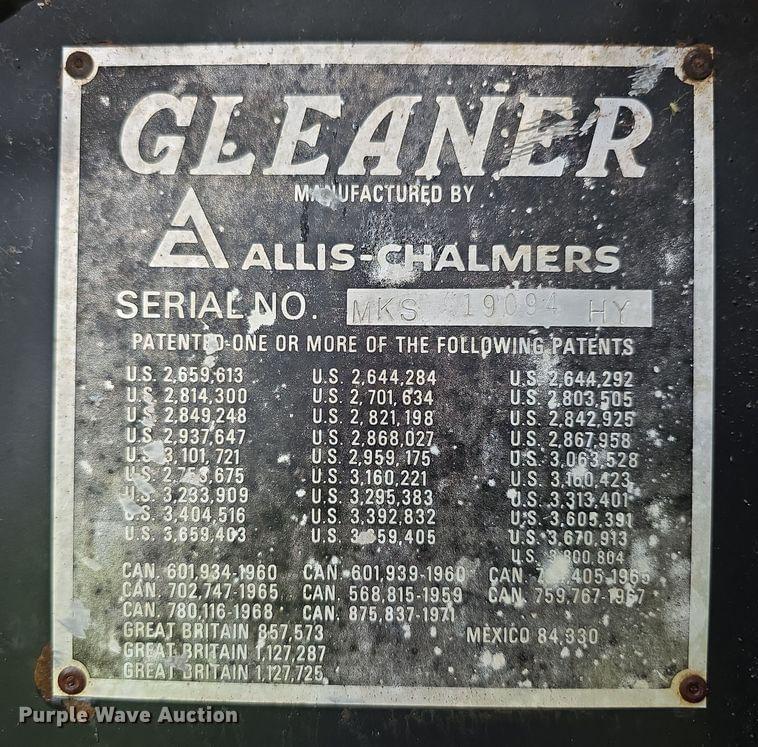 GLEANER
MANUFACTURED BY
ALLIS-CHALMERS
SERIAL NO. MKS 19094 HY
PATENTED-ONE OR MORE OF THE FOLLOWING PATENTS
U.S. 2,659,613 U.S. 2,644,284 U.S. 2,644,292
U.S. 2,814,300 U.S. 2,701,634 U.S. 2,803,505
U.S. 2,849,248 U.S. 2,821,198 U.S. 2,842,925
U.S. 2,937,647 U.S. 2,868,027 U.S. 2,867,958
U.S. 3,101,721 U.S. 2,959,175 U.S. 3,063,528
U.S. U.S. 3,160,221 U.S. 3,160,423
U.S. 3,233,909 U.S. 3,295,383 U.S. 3,313,401
U.S. 3,404,516 U.S. 3,392,832 U.S. 3,605,391
U.S. 3,659,403 U.S. U.S. 3,670,913
U.S. 3,800,804
CAN. 601,934-1960 CAN. 601,939-1960 CAN.
CAN. 702,747-1965 CAN. 568,815-1959 CAN. 759,767-1967
CAN. 780,116-1968 CAN. 875,837-1971
GREAT BRITAIN 857,573 MEXICO 84,330
GREAT BRITAIN 1,127,287
GREAT BRITAIN 1,127,725
Purple Wave Auction